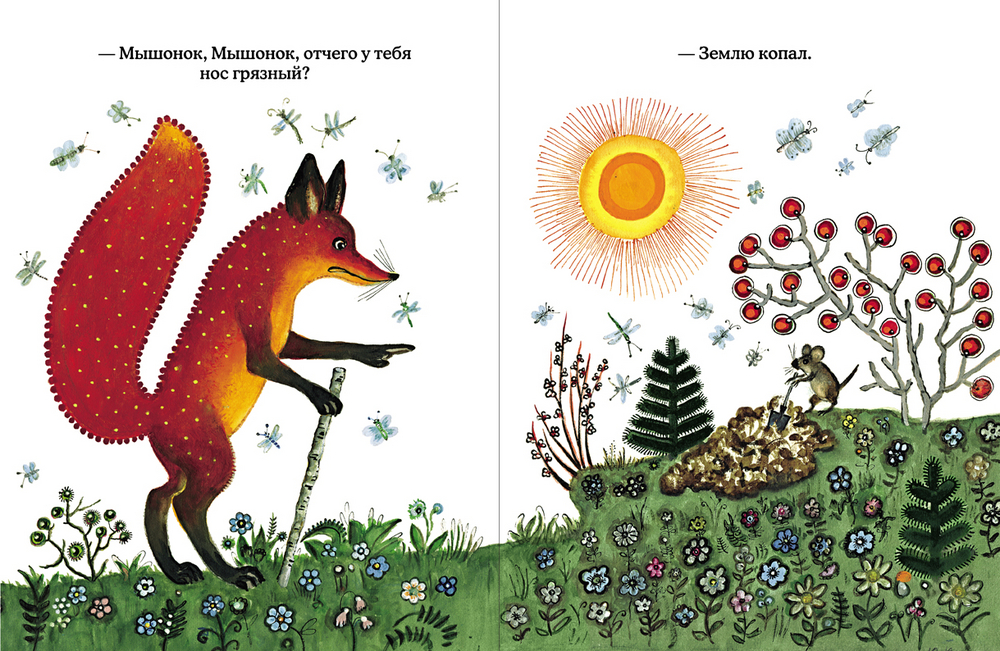 — Мышонок, Мышонок, отчего у тебя
нос грязный?
— Землю копал.